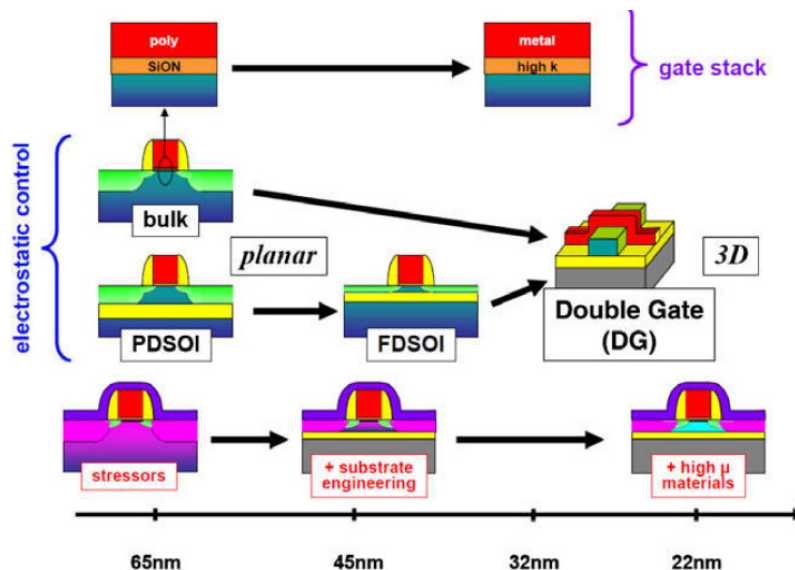 poly
SiON
metal
high k
gate stack
electrostatic control
bulk
planar
3D
PDSOI
FDSOI
Double Gate
(DG)
stressors
+ substrate
engineering
+ high µ
materials
65nm
45nm
32nm
22nm